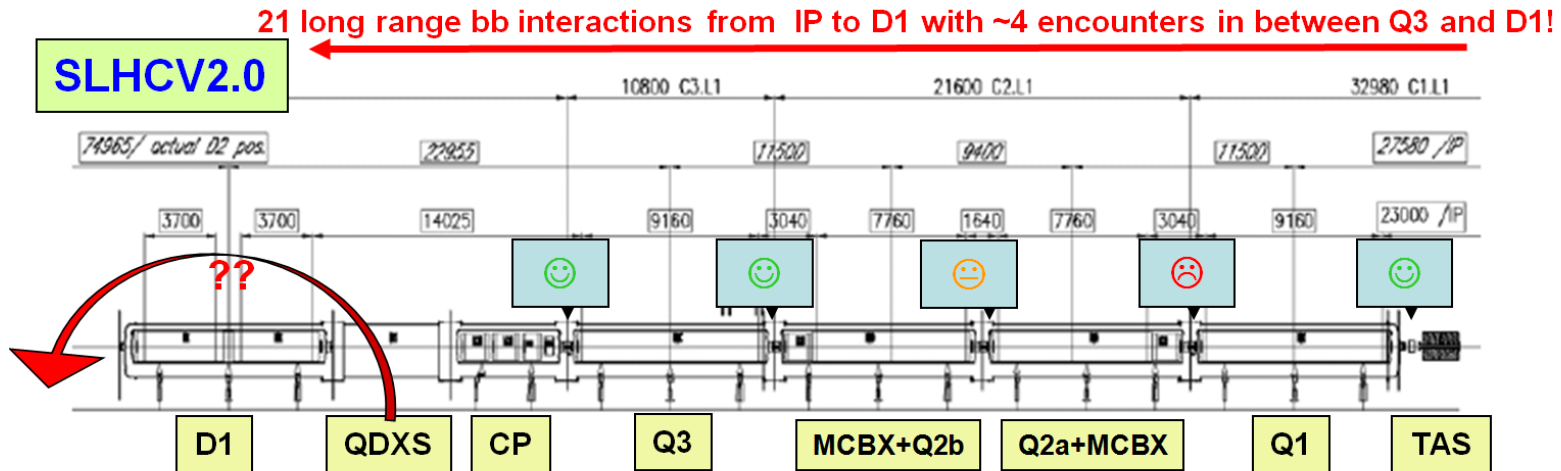 21 long range bb interactions from IP to D1 with ~4 encounters in between Q3 and D1!
SLHCV2.0
10800 C3.L1 21600 C2.L1 32980 C1.L1
74965/ actual D2 pos. 22955 11500 9400 11500 27580 /IP
3700 3700 14025 9160 3040 7760 1640 7760 3040 9160 23000 /IP
??
D1 QDXS CP Q3 MCBX+Q2b Q2a+MCBX Q1 TAS